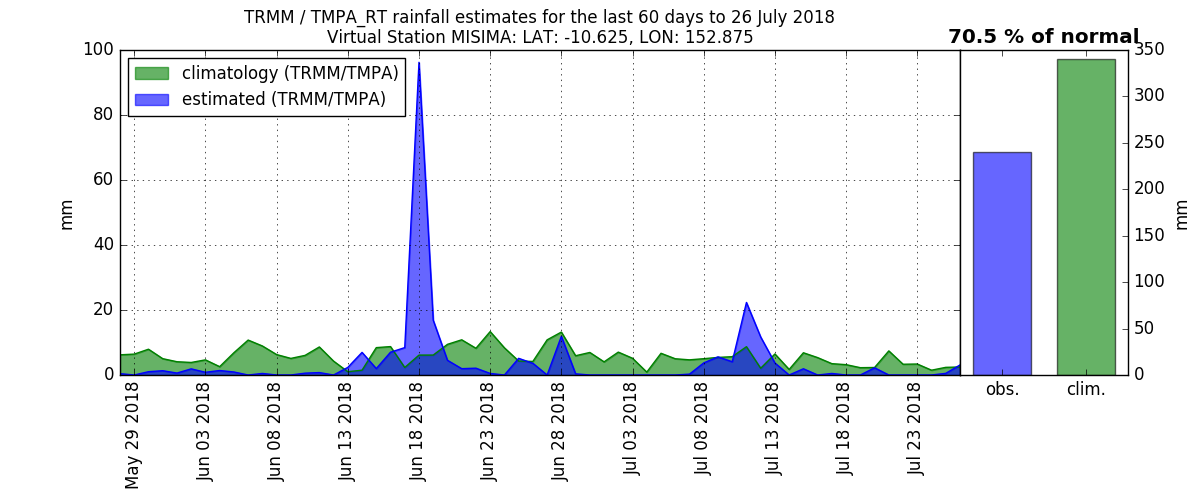 TRMM / TMPA_RT rainfall estimates for the last 60 days to 26 July 2018
Virtual Station MISIMA: LAT: -10.625, LON: 152.875
70.5 % of normal
climatology (TRMM/TMPA)
estimated (TRMM/TMPA)
100
80
60
40
20
0
mm
350
300
250
200
150
100
50
0
mm
May 29 2018
Jun 03 2018
Jun 08 2018
Jun 13 2018
Jun 18 2018
Jun 23 2018
Jun 28 2018
Jul 03 2018
Jul 08 2018
Jul 13 2018
Jul 18 2018
Jul 23 2018
obs.
clim.